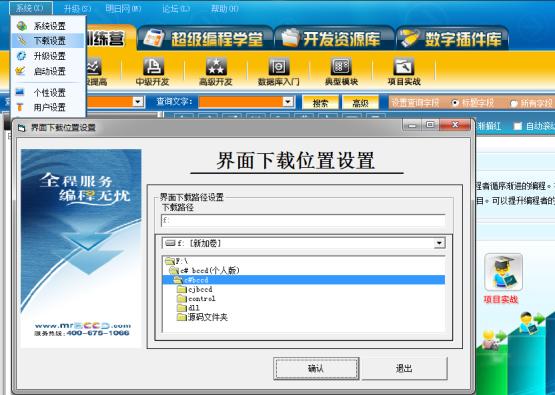 系统(X) 升级(S) 明日网(M) 论坛(L) 帮助(H)
系统设置
下载设置
升级设置
启动设置
个性设置
用户设置
训练营 超级编程学堂 开发资源库 数字插件库
提高 中级开发 高级开发 数据库入门 典型模块 项目实战
查询文字: 搜索 高级 设置查询字段 标题字段 所有字段
自动滚动
界面下载位置设置
界面下载位置设置
全程服务
编程无忧
www.mrBCCD.com
服务热线:400-675-1066
界面下载路径设置
下载路径
f:
f: [新加卷]
F:\
c# bccd(个人版)
c#bccd
cjbccd
control
dll
源码文件夹
确认 退出
程者循序渐进的编程。
目。可以提升编程者的
项目实战